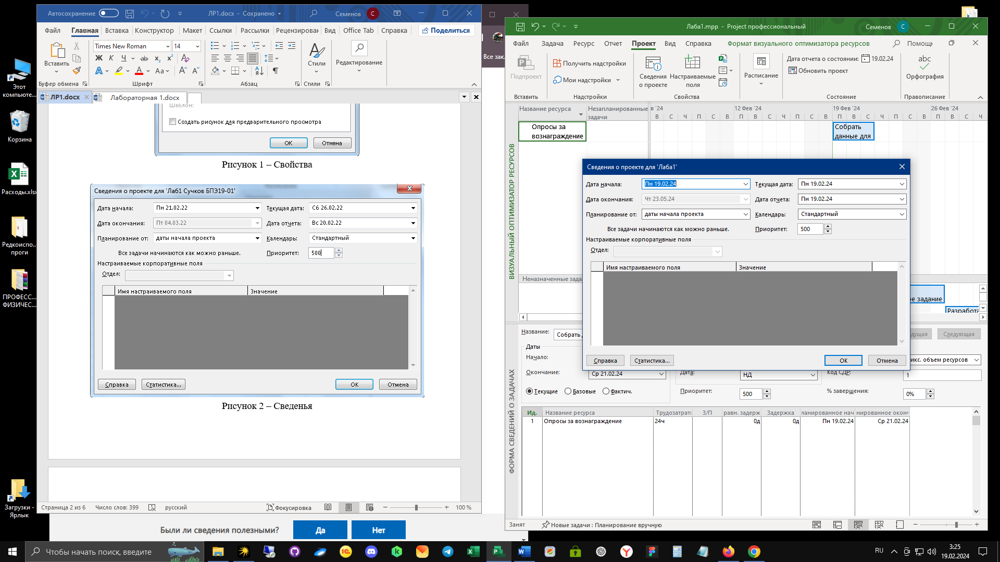 Автосохранение
ЛР1.docx - Сохранено
Семенов
С
Файл
Главная
Вставка
Конструктор
Макет
Ссылки
Рассылки
Рецензирован
Вид
Office Tab
Справка
Поделиться
Вставить
Times New Roman
14
Стили
Редактирование
Буфер обмена
Шрифт
Абзац
Стили
ЛР1.docx
Лабораторная 1.docx
Шаблон:
Создать рисунок для предварительного просмотра
ОК
Отмена
Рисунок 1 – Свойства
Сведения о проекте для 'Лаб1 Сучков БПЭ19-01'
Дата начала:
Пн 21.02.22
Текущая дата:
Сб 26.02.22
Дата окончания:
Пт 04.03.22
Дата отчета:
Вс 20.02.22
Планирование от:
даты начала проекта
Календарь:
Стандартный
Все задачи начинаются как можно раньше.
Приоритет:
500
Настраиваемые корпоративные поля
Отдел:
Имя настраиваемого поля
Значение
Справка
Статистика...
ОК
Отмена
Рисунок 2 – Сведенья
Страница 2 из 6
Число слов: 399
русский
Фокусировка
100 %
Были ли сведения полезными?
Да
Нет
Все зак
Лаба1.mpp - Project профессиональный
Семенов
С
Файл
Задача
Ресурс
Отчет
Проект
Вид
Справка
Формат визуального оптимизатора ресурсов
Помощь
Подпроект
Получить надстройки
Мои надстройки
Сведения
о проекте
Настраиваемые
поля
Расписание
Дата отчета о состоянии:
19.02.24
Обновить проект
abc
Орфография
Вставить
Надстройки
Свойства
Состояние
Правописание
Название ресурса
Незапланированные
задачи
в '24
12 Фев '24
19 Фев '24
26 Фев '24
В С Ч П В П В С Ч П С В П В С Ч П С В П В С Ч
Опросы за
вознаграждение
Собрать
данные для
ВИЗУАЛЬНЫЙ ОПТИМИЗАТОР РЕСУРСОВ
Сведения о проекте для 'Лаба1'
Дата начала:
Пн 19.02.24
Текущая дата:
Пн 19.02.24
Дата окончания:
Чт 23.05.24
Дата отчета:
Пн 19.02.24
Планирование от:
даты начала проекта
Календарь:
Стандартный
Все задачи начинаются как можно раньше.
Приоритет:
500
Настраиваемые корпоративные поля
Отдел:
Имя настраиваемого поля
Значение
Справка
Статистика...
ОК
Отмена
Неназначенные зада
е задание
Разработа
Название:
Собрать
дущая
Следующая
Даты
Начало:
икс. объем ресурсов
Окончание:
Ср 21.02.24
Дата:
НД
Код СДР:
1
Текущие
Базовые
Фактич.
Приоритет:
500
% завершения:
0%
ФОРМА СВЕДЕНИЙ О ЗАДАЧАХ
Ид.
Название ресурса
Трудозатрат
З/П
равн. задерж
Задержка
ланированное нач
нированное оконч
1
Опросы за вознаграждение
24ч
0д
0д
Пн 19.02.24
Ср 21.02.24
Занят
Новые задачи : Планирование вручную
Этот
компьюте...
Корзина
Расходы.xlsx
Редкоиспо...
проги
ПРОФЕСС...
ФИЗИЧЕС...
Загрузки -
Ярлык
Чтобы начать поиск, введите
RU
3:25
19.02.2024